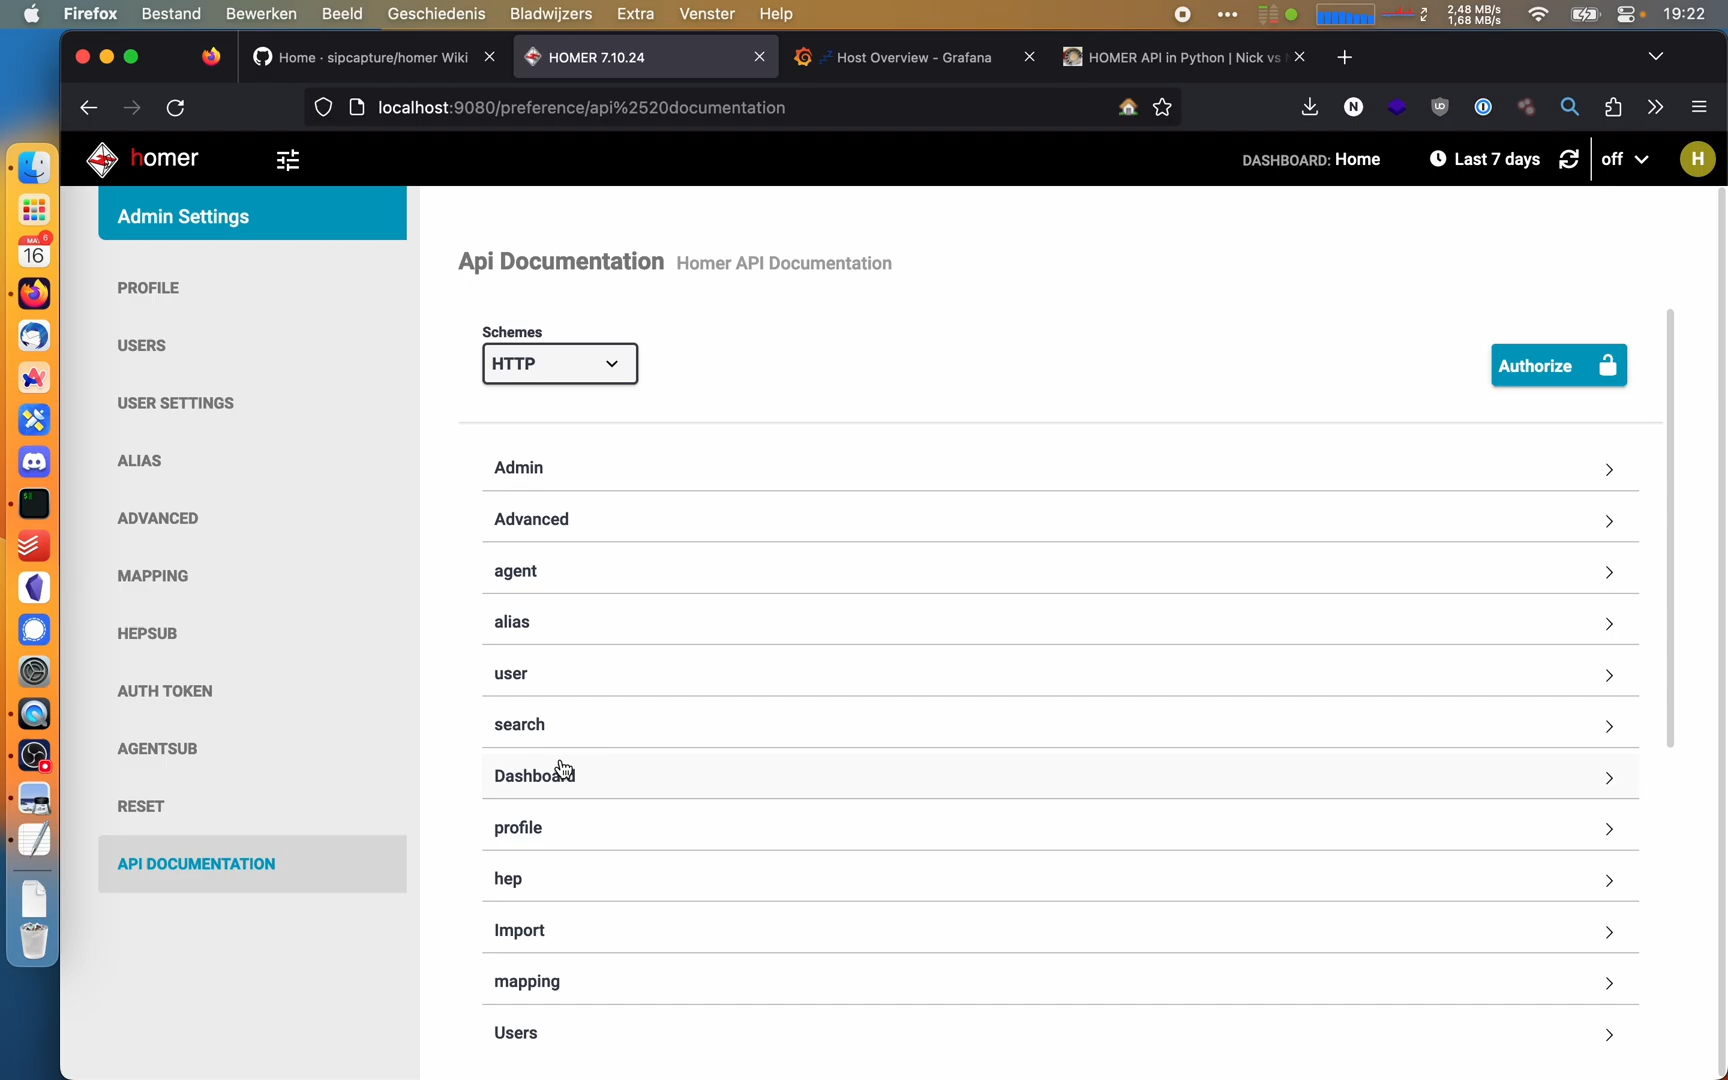 Firefox Bestand Bewerken Beeld Geschiedenis Bladwijzers Extra Venster Help 2,48 MB/s 1,68 MB/s 19:22
Home · sipcapture/homer Wiki HOMER 7.10.24 Host Overview - Grafana HOMER API in Python | Nick vs
localhost:9080/preference/api%2520documentation
homer DASHBOARD: Home Last 7 days off H
Admin Settings
PROFILE
USERS
USER SETTINGS
ALIAS
ADVANCED
MAPPING
HEPSUB
AUTH TOKEN
AGENTSUB
RESET
API DOCUMENTATION
Api Documentation Homer API Documentation
Schemes
HTTP
Authorize
Admin
Advanced
agent
alias
user
search
Dashboard
profile
hep
Import
mapping
Users
16